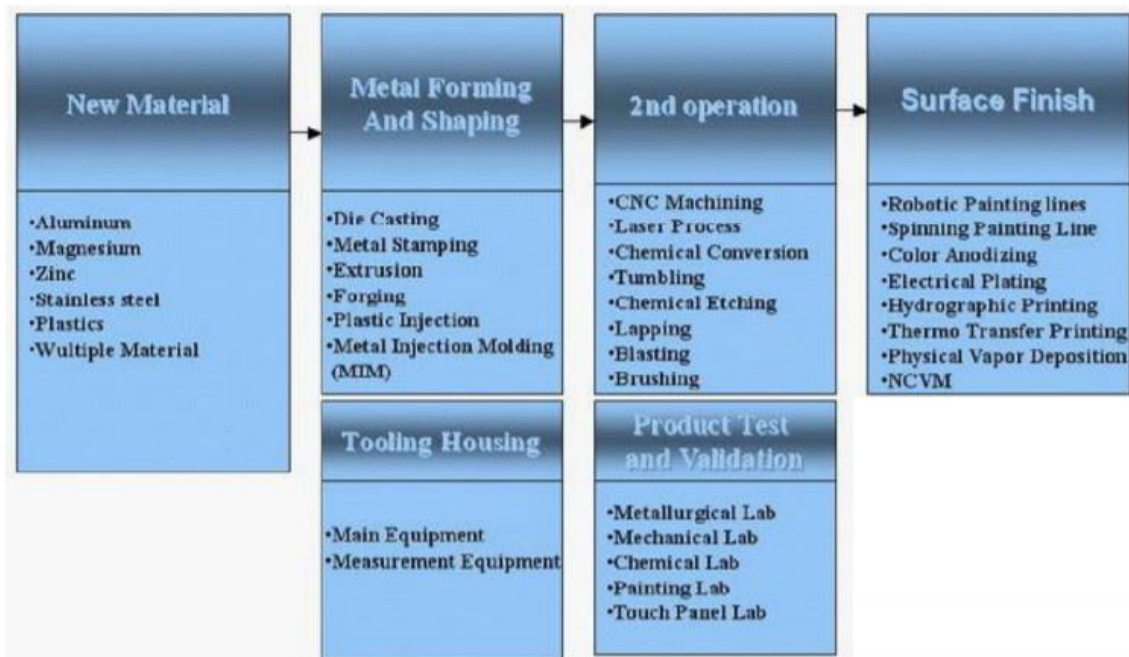 New Material
•Aluminum
•Magnesium
•Zinc
•Stainless steel
•Plastics
•Wultiple Material
Metal Forming
And Shaping
•Die Casting
•Metal Stamping
•Extrusion
•Forging
•Plastic Injection
•Metal Injection Molding
(MIM)
2nd operation
•CNC Machining
•Laser Process
•Chemical Conversion
•Tumbling
•Chemical Etching
•Lapping
•Blasting
•Brushing
Surface Finish
•Robotic Painting lines
•Spinning Painting Line
•Color Anodizing
•Electrical Plating
•Hydrographic Printing
•Thermo Transfer Printing
•Physical Vapor Deposition
•NCVM
Tooling Housing
•Main Equipment
•Measurement Equipment
Product Test
and Validation
•Metallurgical Lab
•Mechanical Lab
•Chemical Lab
•Painting Lab
•Touch Panel Lab